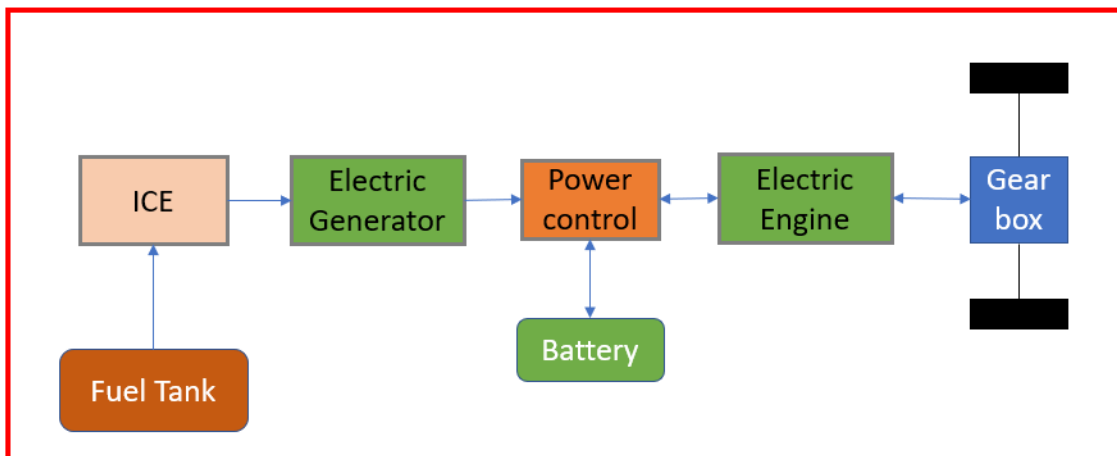 ICE
Electric
Generator
Power
control
Electric
Engine
Gear
box
Battery
Fuel Tank